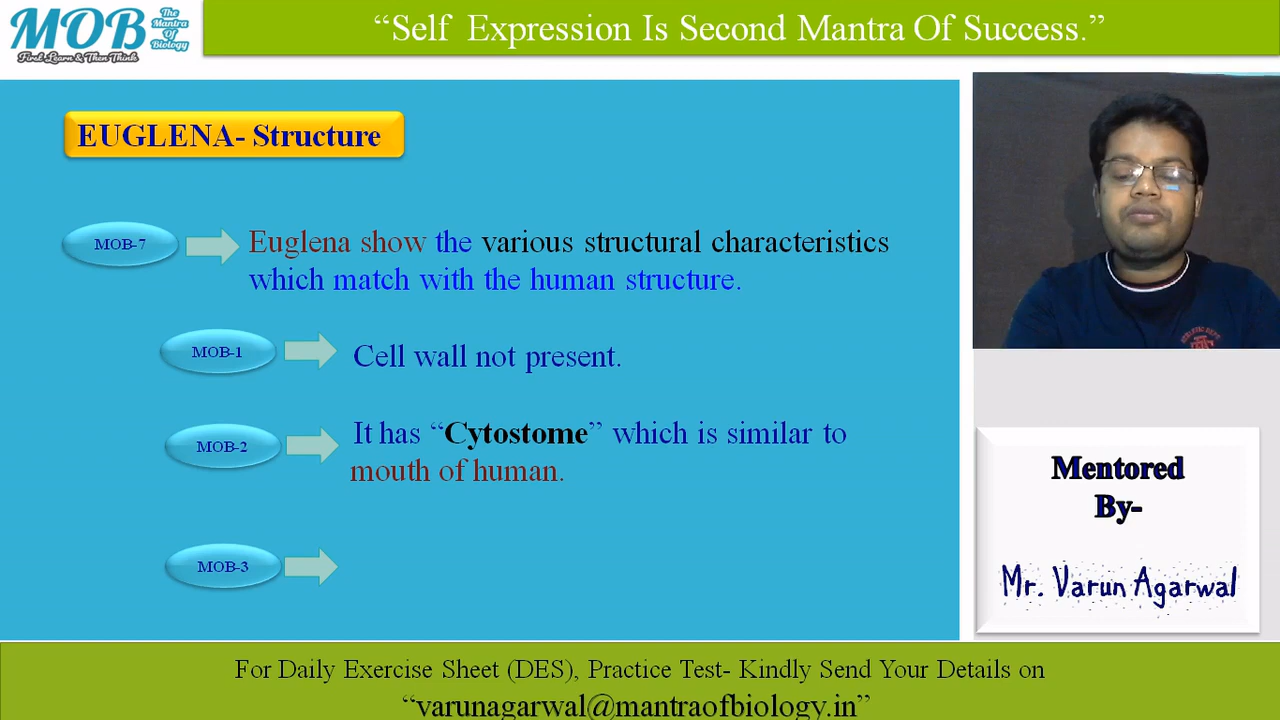 MOB
The
Mantra
Of
Biology
First Learn & Then Think
“Self Expression Is Second Mantra Of Success.”
EUGLENA- Structure
MOB-7
Euglena show the various structural characteristics
which match with the human structure.
MOB-1
Cell wall not present.
MOB-2
It has “Cytostome” which is similar to
mouth of human.
MOB-3
Mentored
By-
Mr. Varun Agarwal
For Daily Exercise Sheet (DES), Practice Test- Kindly Send Your Details on
“varunagarwal@mantraofbiology.in”